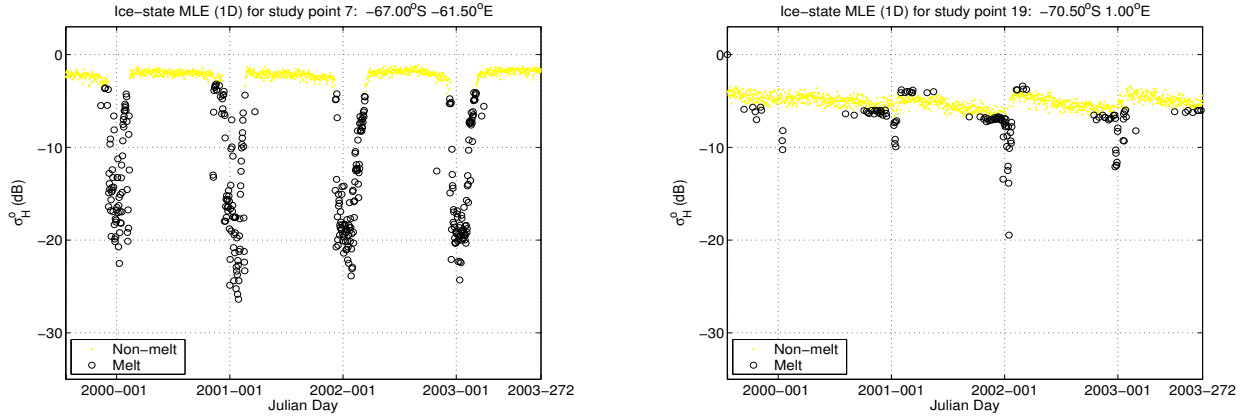 Ice−state MLE (1D) for study point 7: −67.00°S −61.50°E
0
−10
−20
−30
σ_H^o (dB)
Non−melt
Melt
2000−001
2001−001
2002−001
2003−001
2003−272
Julian Day
Ice−state MLE (1D) for study point 19: −70.50°S 1.00°E
0
−10
−20
−30
σ_H^o (dB)
Non−melt
Melt
2000−001
2001−001
2002−001
2003−001
2003−272
Julian Day